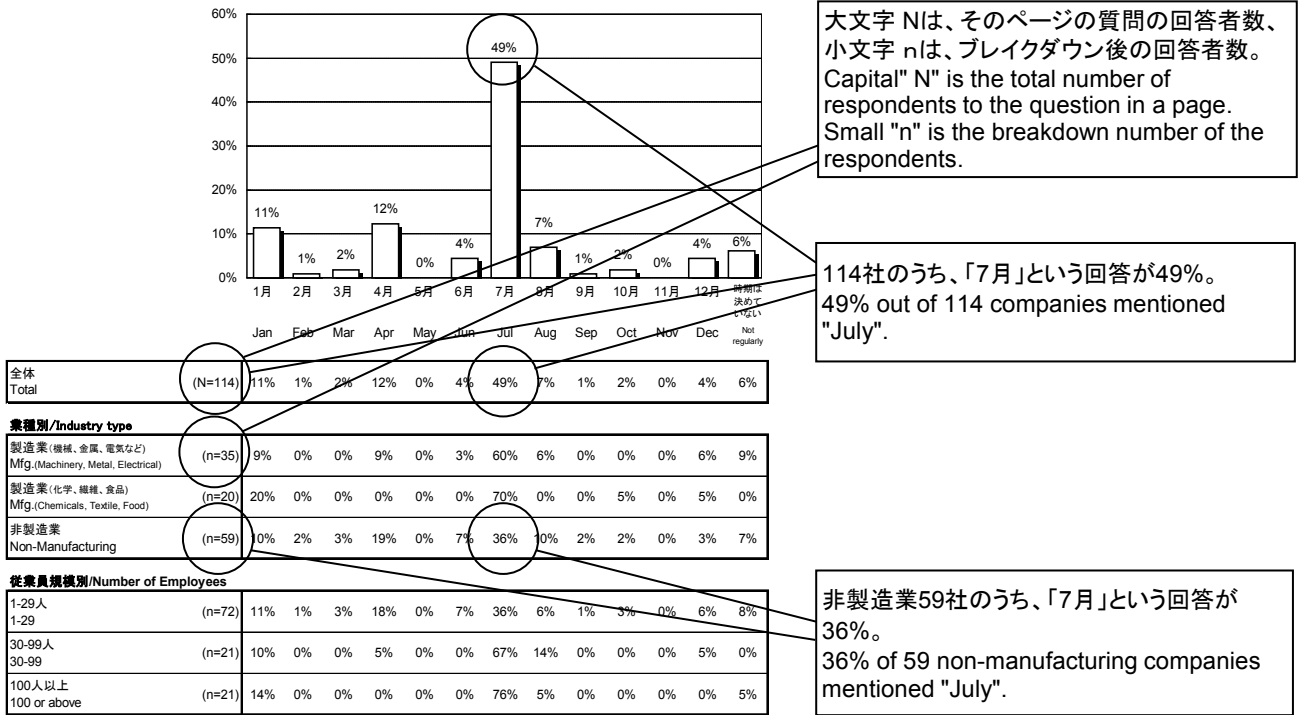 60%
50%
40%
30%
20%
10%
0%
11%
1%
2%
12%
0%
4%
49%
7%
1%
2%
0%
4%
6%
1月 2月 3月 4月 5月 6月 7月 8月 9月 10月 11月 12月 時期は
決めて
いない
Jan Feb Mar Apr May Jun Jul Aug Sep Oct Nov Dec Not
regularly
大文字 Nは、そのページの質問の回答者数、
小文字 nは、ブレイクダウン後の回答者数。
Capital" N" is the total number of
respondents to the question in a page.
Small "n" is the breakdown number of the
respondents.
114社のうち、「7月」という回答が49%。
49% out of 114 companies mentioned
"July".
全体
Total (N=114) 11% 1% 2% 12% 0% 4% 49% 7% 1% 2% 0% 4% 6%
業種別/Industry type
製造業(機械、金属、電気など)
Mfg.(Machinery, Metal, Electrical) (n=35) 9% 0% 0% 9% 0% 3% 60% 6% 0% 0% 0% 6% 9%
製造業(化学、繊維、食品)
Mfg.(Chemicals, Textile, Food) (n=20) 20% 0% 0% 0% 0% 0% 70% 0% 0% 5% 0% 5% 0%
非製造業
Non-Manufacturing (n=59) 10% 2% 3% 19% 0% 7% 36% 10% 2% 2% 0% 3% 7%
従業員規模別/Number of Employees
1-29人
1-29 (n=72) 11% 1% 3% 18% 0% 7% 36% 6% 1% 3% 0% 6% 8%
30-99人
30-99 (n=21) 10% 0% 0% 5% 0% 0% 67% 14% 0% 0% 0% 5% 0%
100人以上
100 or above (n=21) 14% 0% 0% 0% 0% 0% 76% 5% 0% 0% 0% 0% 5%
非製造業59社のうち、「7月」という回答が
36%。
36% of 59 non-manufacturing companies
mentioned "July".